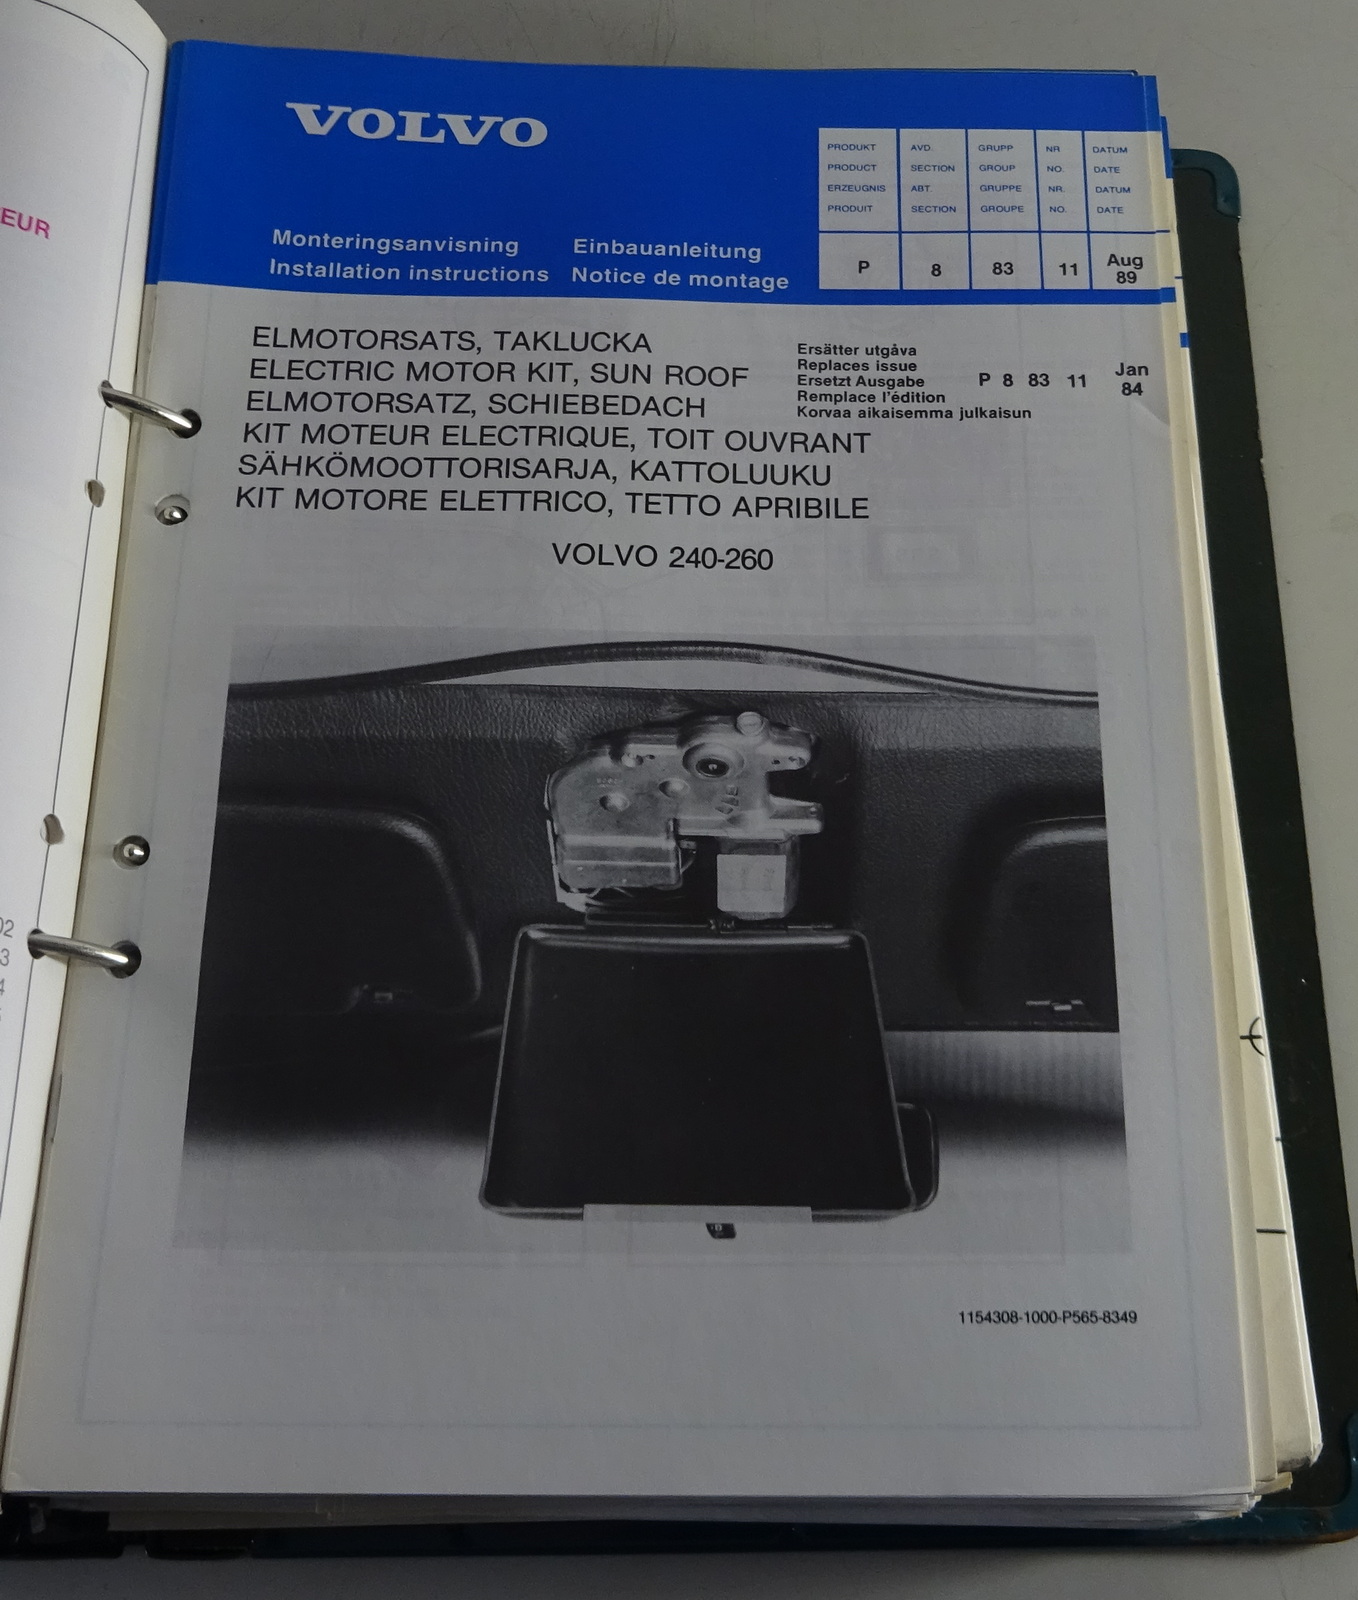 EUR
02
3
4
VOLVO
Monteringsanvisning Einbauanleitung
Installation instructions Notice de montage
PRODUKT AVD. GRUPP NR DATUM
PRODUCT SECTION GROUP NO. DATE
ERZEUGNIS ABT. GRUPPE NR. DATUM
PRODUIT SECTION GROUPE NO. DATE
P 8 83 11 Aug 89
ELMOTORSATS, TAKLUCKA
ELECTRIC MOTOR KIT, SUN ROOF
ELMOTORSATZ, SCHIEBEDACH
KIT MOTEUR ELECTRIQUE, TOIT OUVRANT
SÄHKÖMOOTTORISARJA, KATTOLUUKU
KIT MOTORE ELETTRICO, TETTO APRIBILE
Ersätter utgåva
Replaces issue
Ersetzt Ausgabe P 8 83 11 Jan 84
Remplace l'édition
Korvaa aikaisemma julkaisun
VOLVO 240-260
1154308-1000-P565-8349